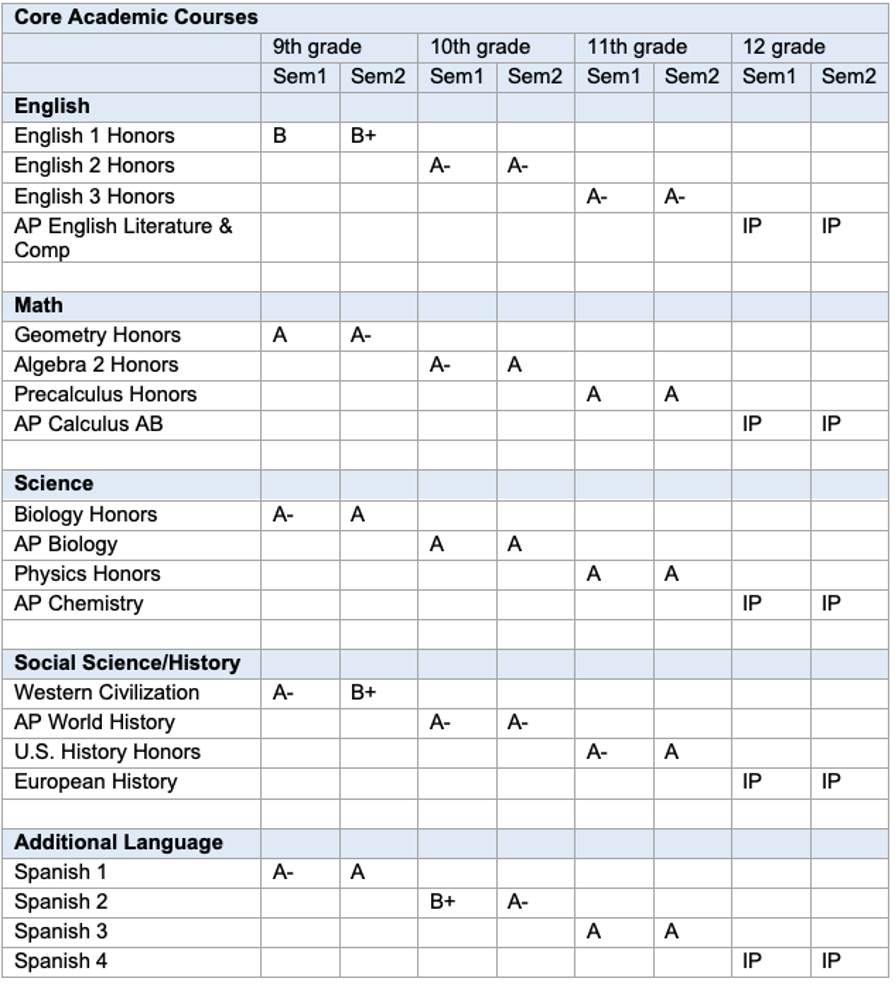 Core Academic Courses
9th grade 10th grade 11th grade 12 grade
Sem1 Sem2 Sem1 Sem2 Sem1 Sem2 Sem1 Sem2
English
English 1 Honors B B+
English 2 Honors A- A-
English 3 Honors A- A-
AP English Literature & IP IP
Comp
Math
Geometry Honors A A-
Algebra 2 Honors A- A
Precalculus Honors A A
AP Calculus AB IP IP
Science
Biology Honors A- A
AP Biology A A
Physics Honors A A
AP Chemistry IP IP
Social Science/History
Western Civilization A- B+
AP World History A- A-
U.S. History Honors A- A
European History IP IP
Additional Language
Spanish 1 A- A
Spanish 2 B+ A-
Spanish 3 A A
Spanish 4 IP IP